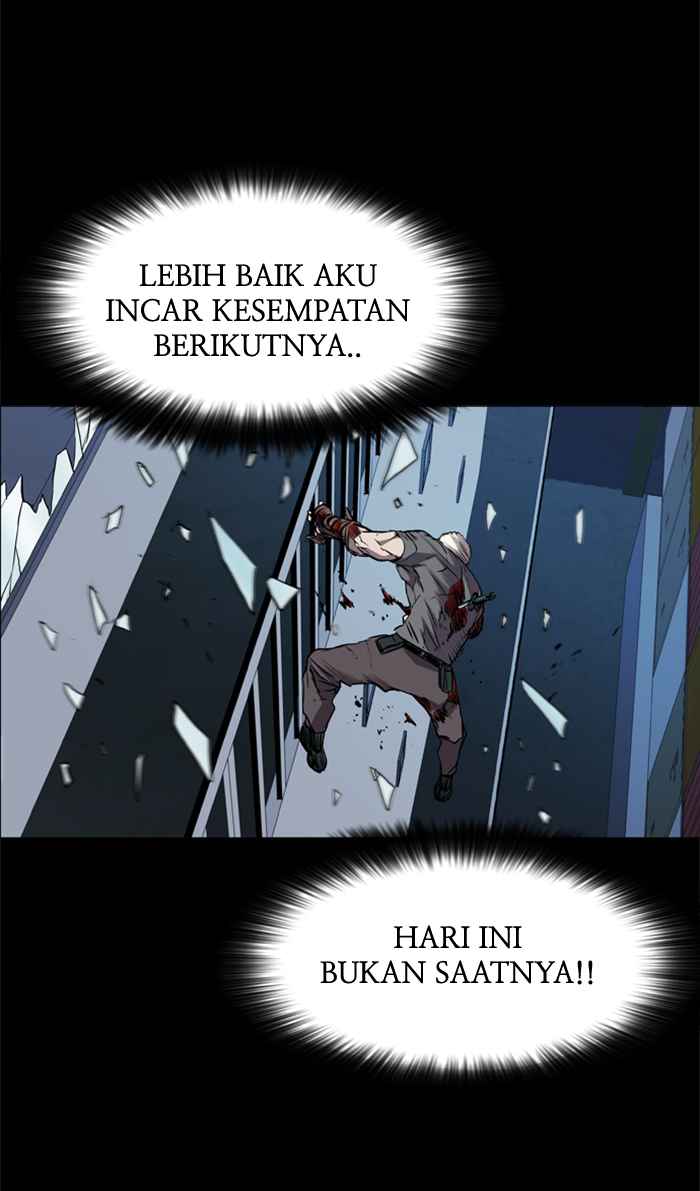 LEBIH BAIK AKU
INCAR KESEMPATAN
BERIKUTNYA..
HARI INI
BUKAN SAATNYA!!